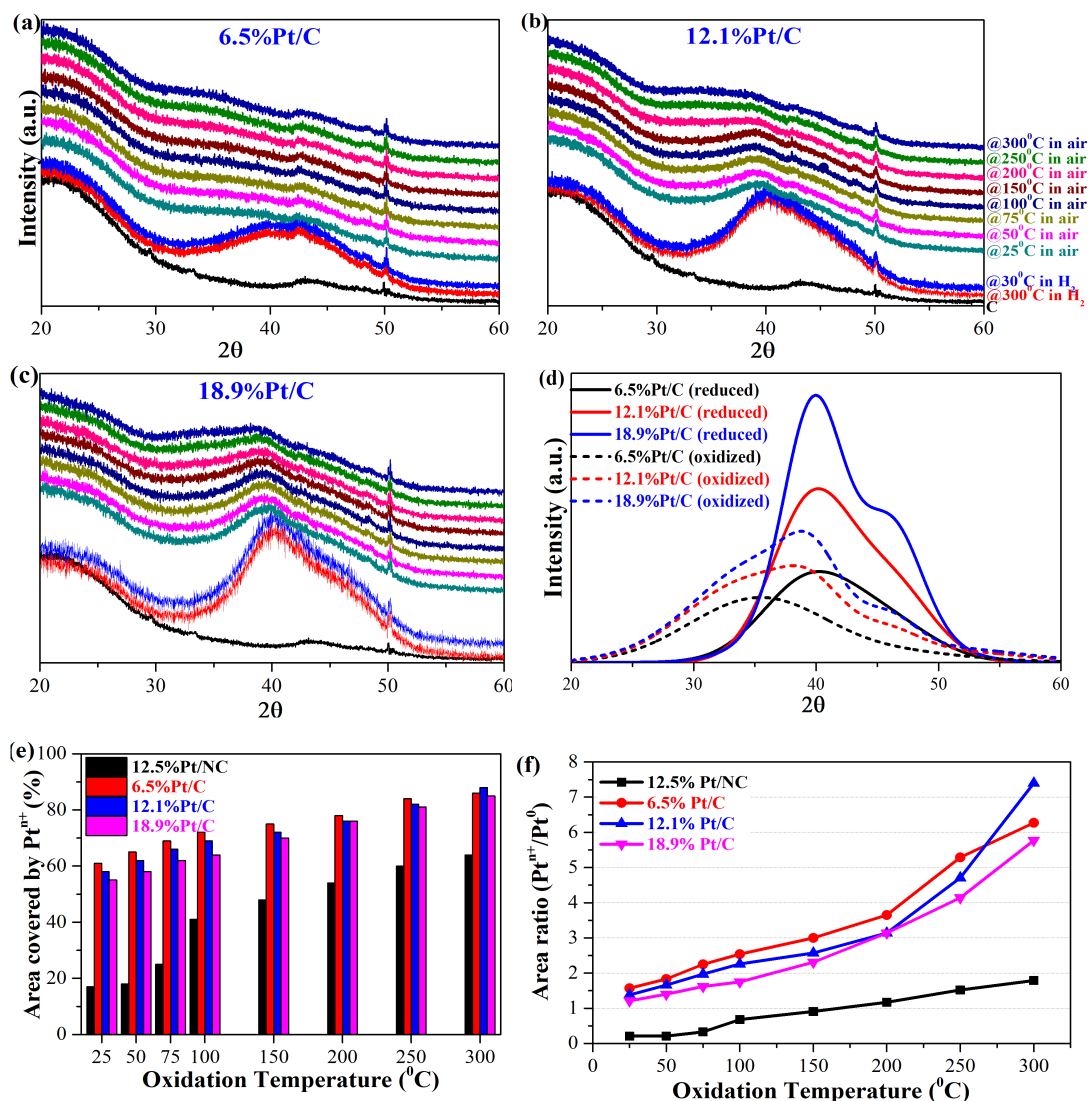 (a)
6.5%Pt/C
Intensity (a.u.)
20 30 40 50 60
2θ
(b)
12.1%Pt/C
Intensity (a.u.)
@300⁰C in air
@250⁰C in air
@200⁰C in air
@150⁰C in air
@100⁰C in air
@75⁰C in air
@50⁰C in air
@25⁰C in air
@30⁰C in H₂
@300⁰C in H₂
C
20 30 40 50 60
2θ
(c)
18.9%Pt/C
Intensity (a.u.)
20 30 40 50 60
2θ
(d)
6.5%Pt/C (reduced)
12.1%Pt/C (reduced)
18.9%Pt/C (reduced)
6.5%Pt/C (oxidized)
12.1%Pt/C (oxidized)
18.9%Pt/C (oxidized)
Intensity (a.u.)
20 30 40 50 60
2θ
(e)
12.5%Pt/NC
6.5%Pt/C
12.1%Pt/C
18.9%Pt/C
Area covered by Ptⁿ⁺ (%)
100
80
60
40
20
0
25 50 75 100 150 200 250 300
Oxidation Temperature (⁰C)
(f)
12.5% Pt/NC
6.5% Pt/C
12.1% Pt/C
18.9% Pt/C
Area ratio (Ptⁿ⁺/Pt⁰)
8
7
6
5
4
3
2
1
0
0 50 100 150 200 250 300
Oxidation Temperature (⁰C)